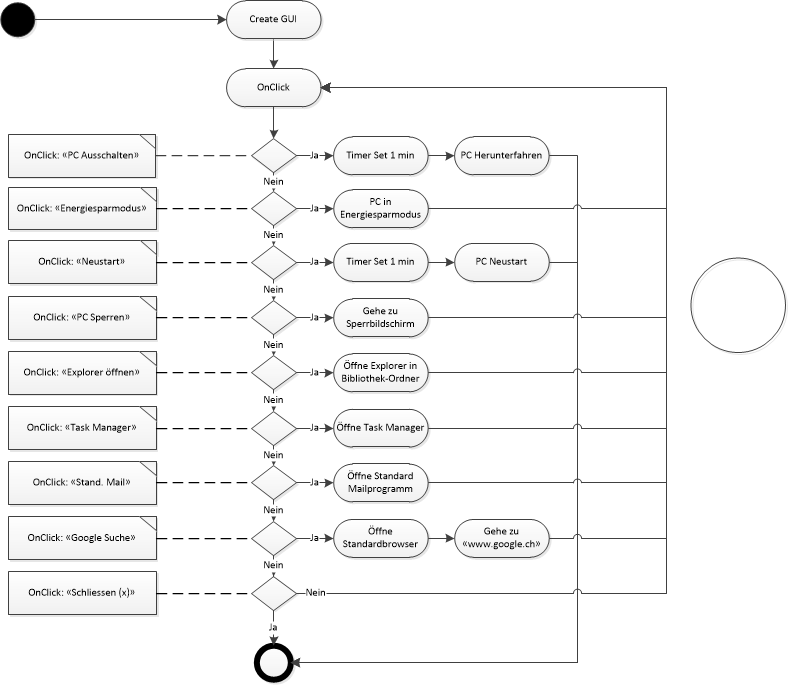 Create GUI
OnClick
OnClick: «PC Ausschalten»
Ja
Timer Set 1 min
PC Herunterfahren
Nein
OnClick: «Energiesparmodus»
Ja
PC in
Energiesparmodus
Nein
OnClick: «Neustart»
Ja
Timer Set 1 min
PC Neustart
Nein
OnClick: «PC Sperren»
Ja
Gehe zu
Sperrbildschirm
Nein
OnClick: «Explorer öffnen»
Ja
Öffne Explorer in
Bibliothek-Ordner
Nein
OnClick: «Task Manager»
Ja
Öffne Task Manager
Nein
OnClick: «Stand. Mail»
Ja
Öffne Standard
Mailprogramm
Nein
OnClick: «Google Suche»
Ja
Öffne
Standardbrowser
Gehe zu
«www.google.ch»
Nein
OnClick: «Schliessen (x)»
Nein
Ja